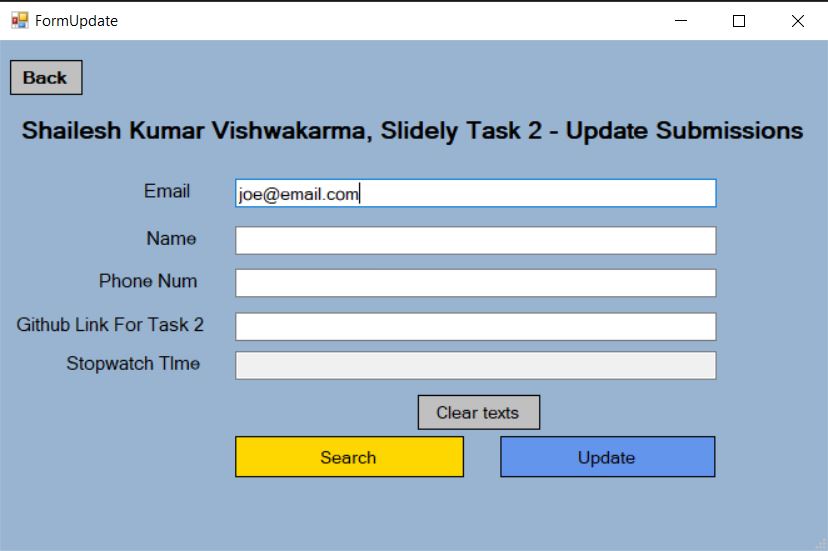 FormUpdate
Back
Shailesh Kumar Vishwakarma, Slidely Task 2 - Update Submissions
Email joe@email.com
Name
Phone Num
Github Link For Task 2
Stopwatch TIme
Clear texts
Search Update